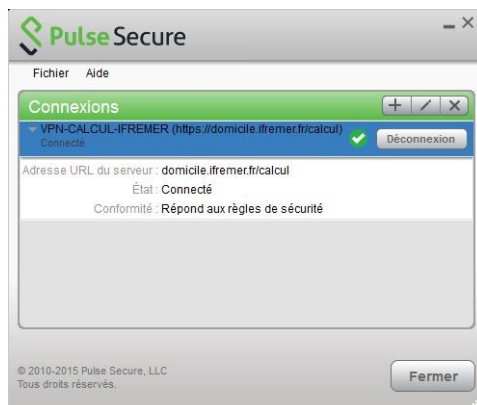 Pulse Secure
Fichier Aide
Connexions
VPN-CALCUL-IFREMER (https://domicile.ifremer.fr/calcul)
Connecté
Déconnexion
Adresse URL du serveur : domicile.ifremer.fr/calcul
État : Connecté
Conformité : Répond aux règles de sécurité
© 2010-2015 Pulse Secure, LLC
Tous droits réservés.
Fermer